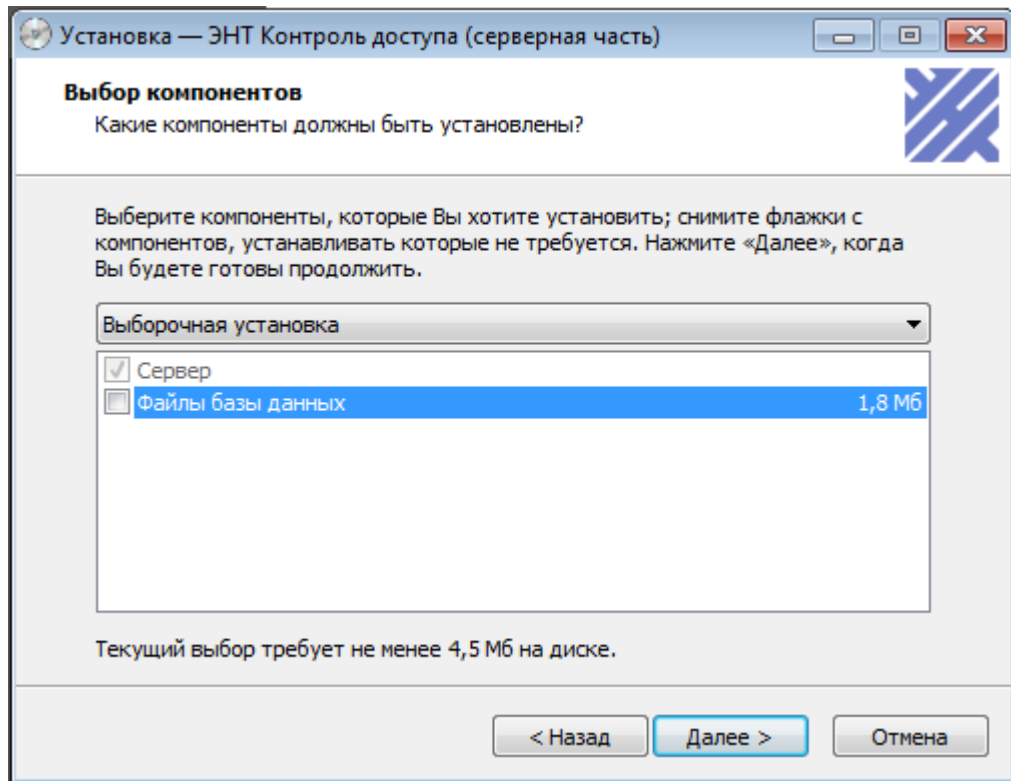 Установка — ЭНТ Контроль доступа (серверная часть)
Выбор компонентов
Какие компоненты должны быть установлены?
Выберите компоненты, которые Вы хотите установить; снимите флажки с
компонентов, устанавливать которые не требуется. Нажмите «Далее», когда
Вы будете готовы продолжить.
Выборочная установка
Сервер
Файлы базы данных 1,8 Мб
Текущий выбор требует не менее 4,5 Мб на диске.
< Назад Далее > Отмена